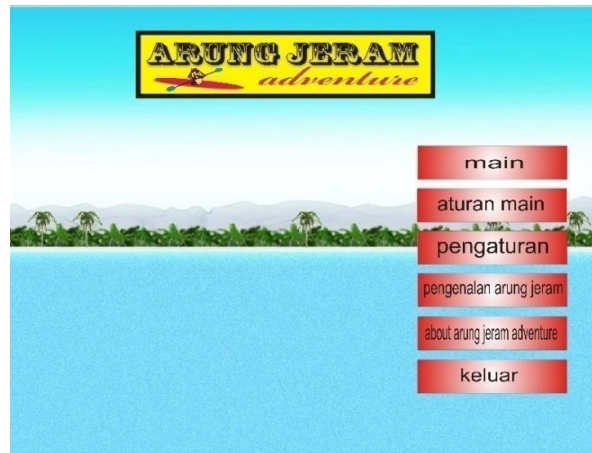 ARUNG JERAM
adventure
main
aturan main
pengaturan
pengenalan arung jeram
about arung jeram adventure
keluar